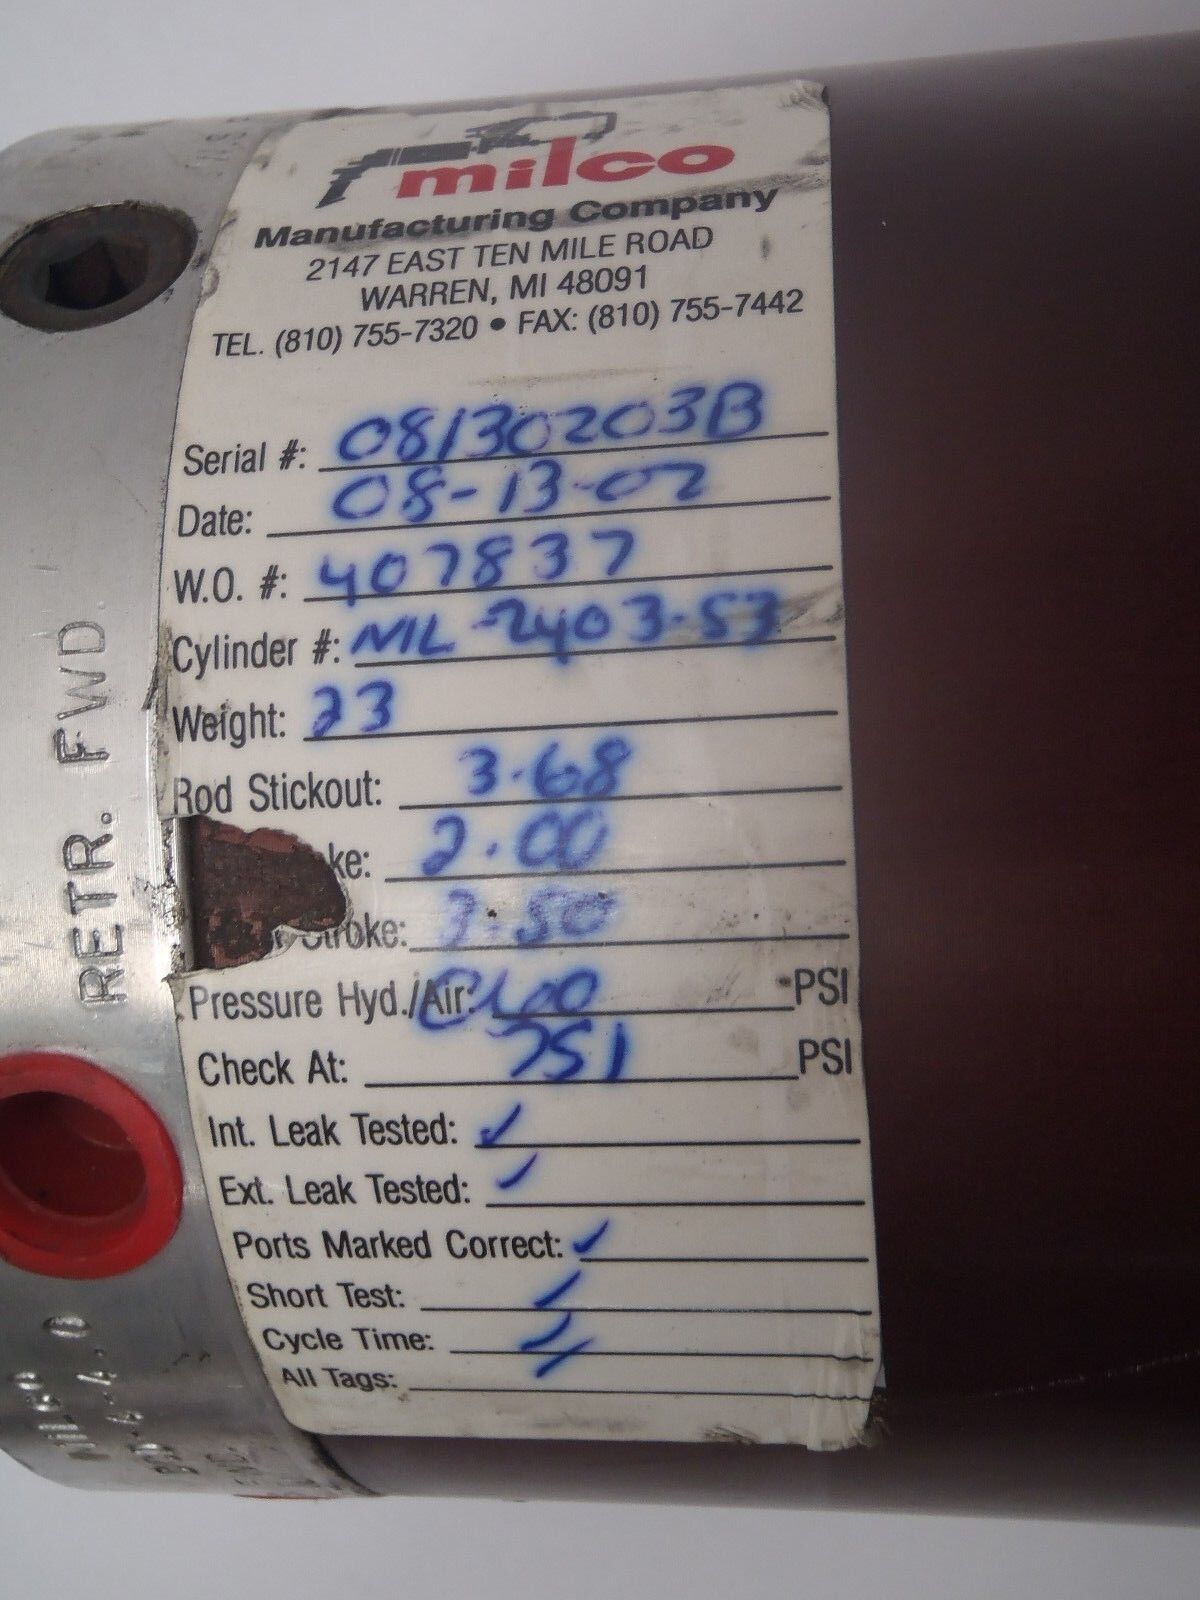 milco
Manufacturing Company
2147 EAST TEN MILE ROAD
WARREN, MI 48091
TEL. (810) 755-7320 • FAX: (810) 755-7442
Serial #: 08130203B
Date: 08-13-02
W.O. #: 407837
Cylinder #: MIL-2403-53
Weight: 23
Rod Stickout: 3.68
ke: 2.00
Stroke: .50
Pressure Hyd./Air: PSI
Check At: 751 PSI
Int. Leak Tested: ✓
Ext. Leak Tested: ✓
Ports Marked Correct: ✓
Short Test:
Cycle Time:
All Tags:
RETR. FWD
MILCO